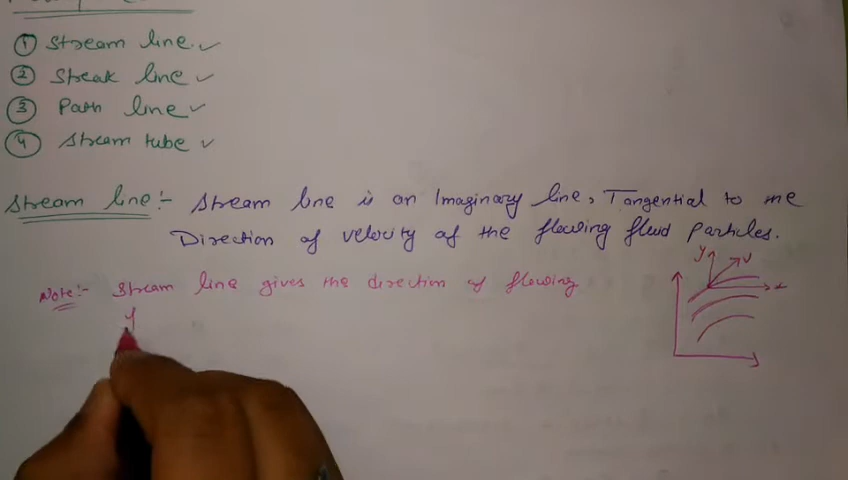 ① Stream line
② Streak line
③ Path line
④ Stream tube
Stream line :- Stream line is an Imaginary line, Tangential to the
Direction of velocity of the flowing fluid particles.
Note:- Stream line gives the direction of flowing
y v
x